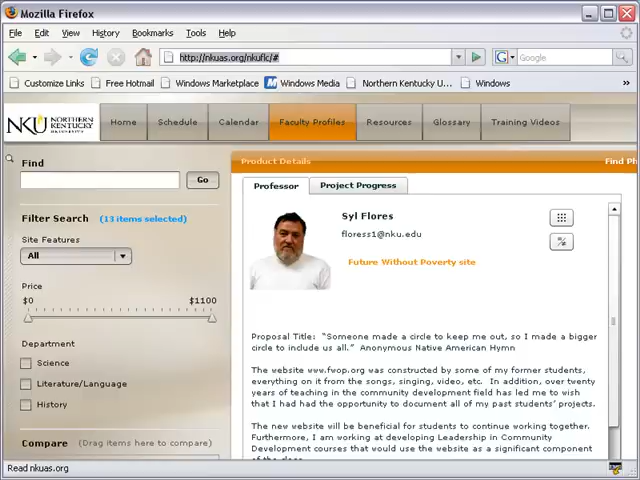 Mozilla Firefox
File Edit View History Bookmarks Tools Help
http://nkuas.org/nkuflc/# G Google
Customize Links Free Hotmail Windows Marketplace Windows Media Northern Kentucky U... Windows »
NKU NORTHERN KENTUCKY Home Schedule Calendar Faculty Profiles Resources Glossary Training Videos
Find
Go
Filter Search (13 items selected)
Site Features
All
Price
$0 $1100
Department
Science
Literature/Language
History
Compare (Drag items here to compare)
Product Details Find Ph
Professor Project Progress
Syl Flores
floress1@nku.edu
Future Without Poverty site
Proposal Title: "Someone made a circle to keep me out, so I made a bigger
circle to include us all." Anonymous Native American Hymn
The website www.fwop.org was constructed by some of my former students,
everything on it from the songs, singing, video, etc. In addition, over twenty
years of teaching in the community development field has led me to wish
that I had had the opportunity to document all of my past students' projects.
The new website will be beneficial for students to continue working together.
Furthermore, I am working at developing Leadership in Community
Development courses that would use the website as a significant component
of the class.
Read nkuas.org